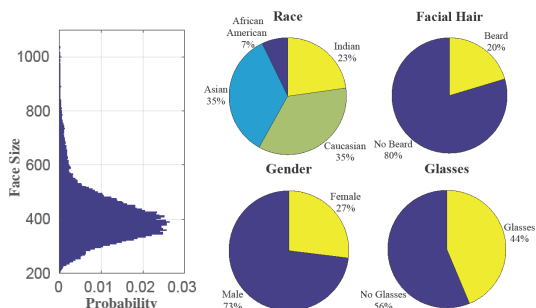 Face Size
1000
800
600
400
200
0
0.01
0.02
0.03
Probability
Race
African
American
7%
Indian
23%
Asian
35%
Caucasian
35%
Facial Hair
Beard
20%
No Beard
80%
Gender
Female
27%
Male
73%
Glasses
Glasses
44%
No Glasses
56%